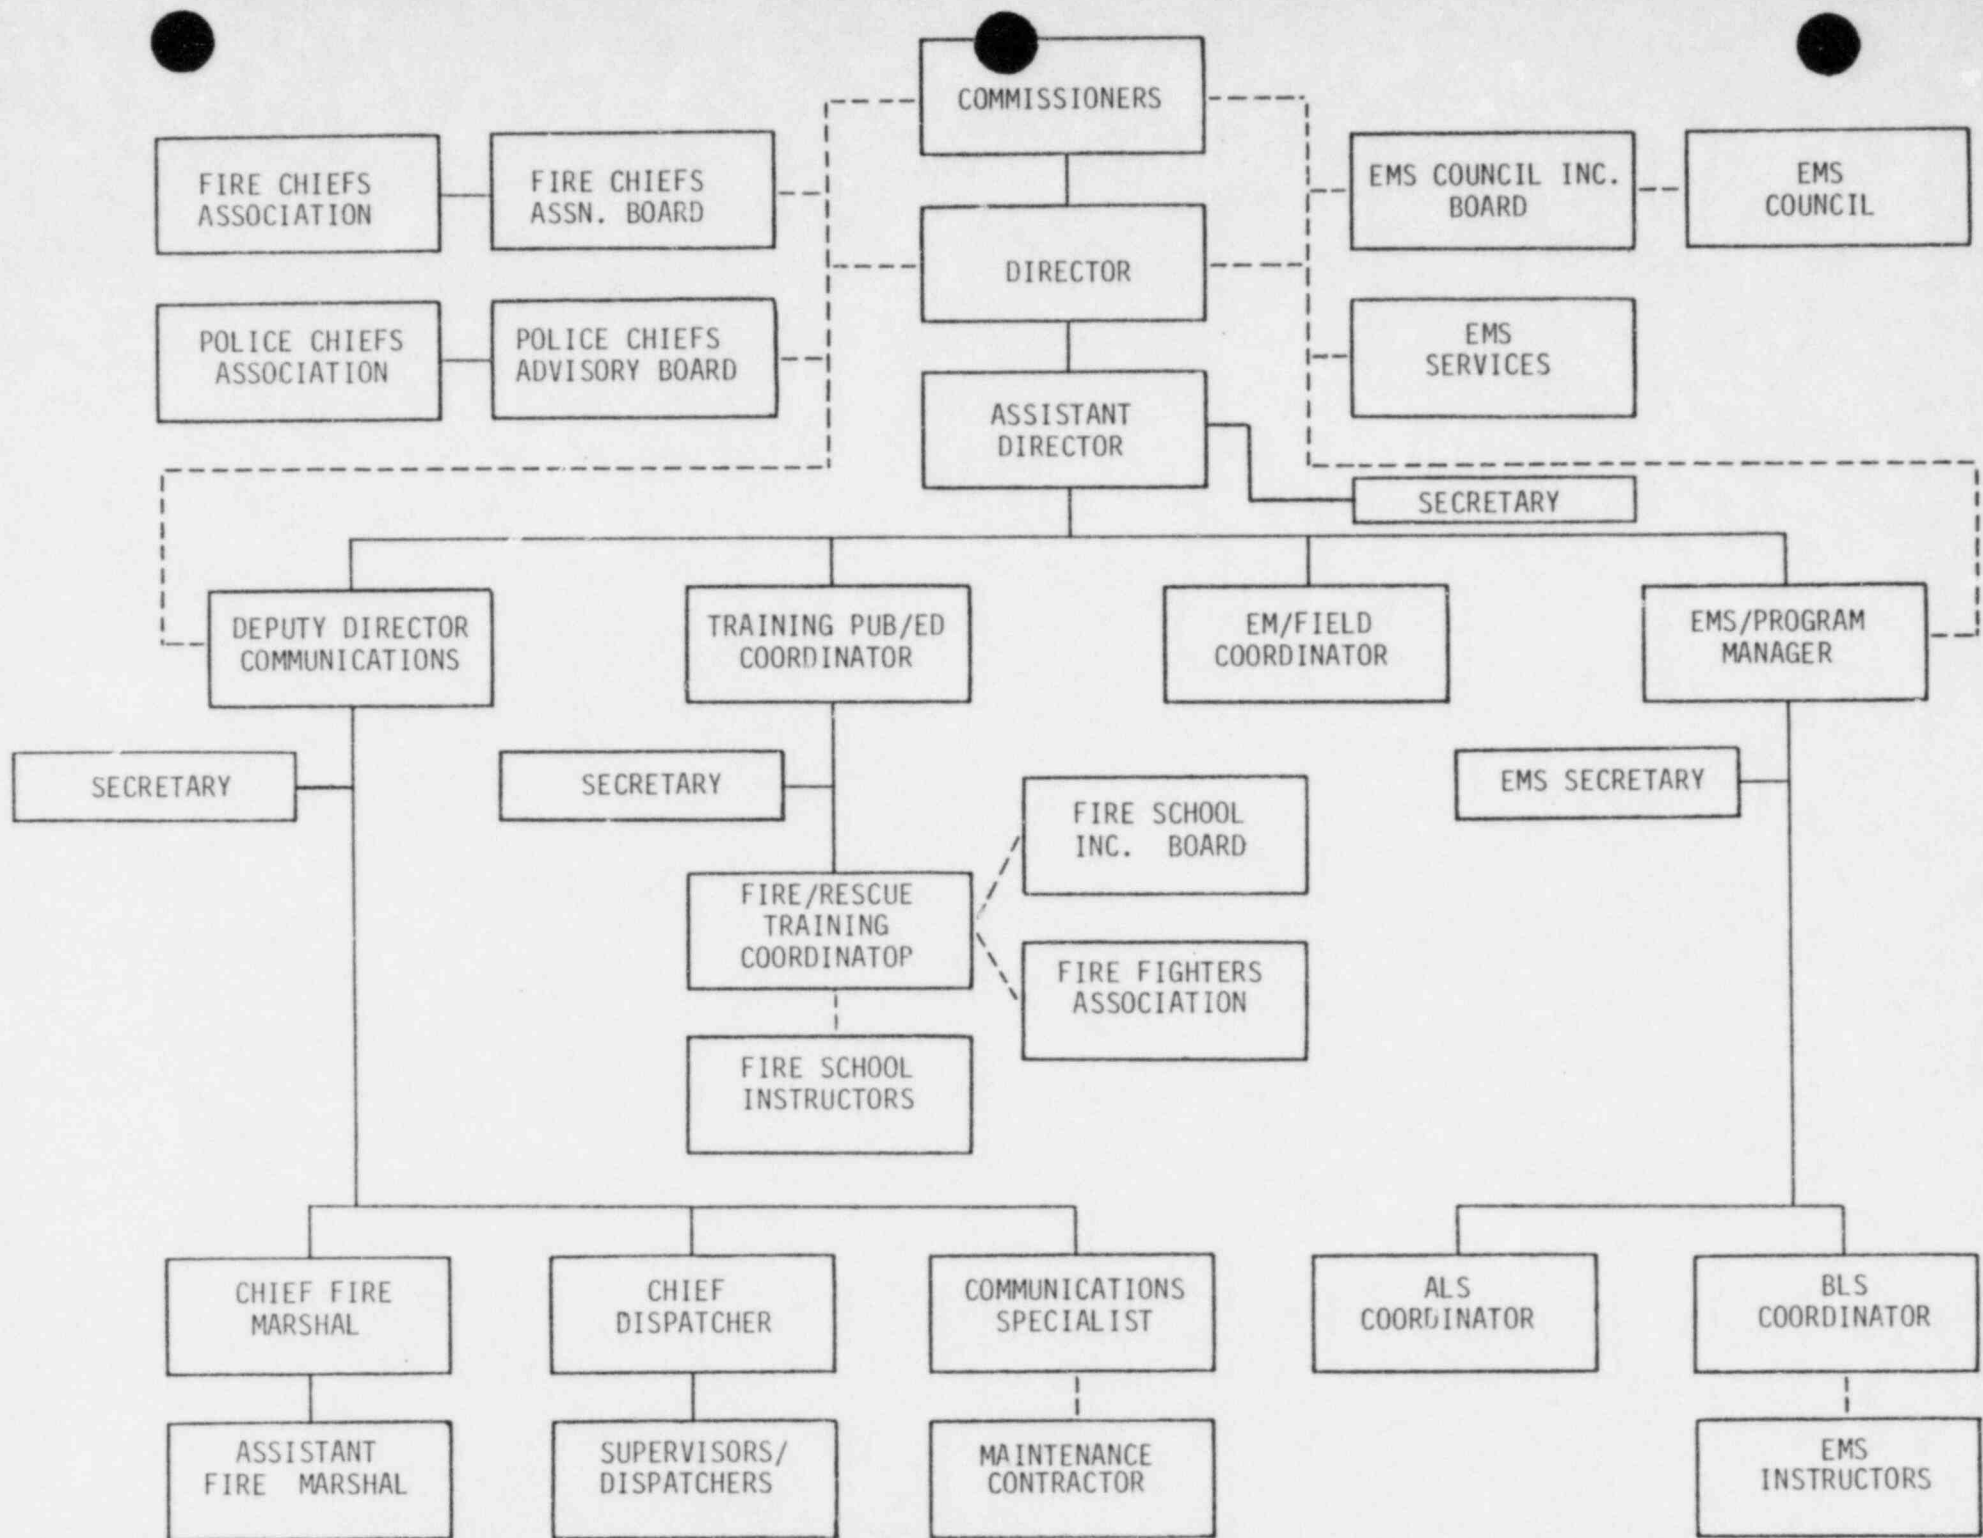 COMMISSIONERS
FIRE CHIEFS
ASSOCIATION
FIRE CHIEFS
ASSN. BOARD
EMS COUNCIL INC.
BOARD
EMS
COUNCIL
DIRECTOR
POLICE CHIEFS
ASSOCIATION
POLICE CHIEFS
ADVISORY BOARD
EMS
SERVICES
ASSISTANT
DIRECTOR
SECRETARY
DEPUTY DIRECTOR
COMMUNICATIONS
TRAINING PUB/ED
COORDINATOR
EM/FIELD
COORDINATOR
EMS/PROGRAM
MANAGER
SECRETARY
SECRETARY
EMS SECRETARY
FIRE SCHOOL
INC. BOARD
FIRE/RESCUE
TRAINING
COORDINATOP
FIRE FIGHTERS
ASSOCIATION
FIRE SCHOOL
INSTRUCTORS
CHIEF FIRE
MARSHAL
CHIEF
DISPATCHER
COMMUNICATIONS
SPECIALIST
ALS
COORDINATOR
BLS
COORDINATOR
ASSISTANT
FIRE MARSHAL
SUPERVISORS/
DISPATCHERS
MAINTENANCE
CONTRACTOR
EMS
INSTRUCTORS